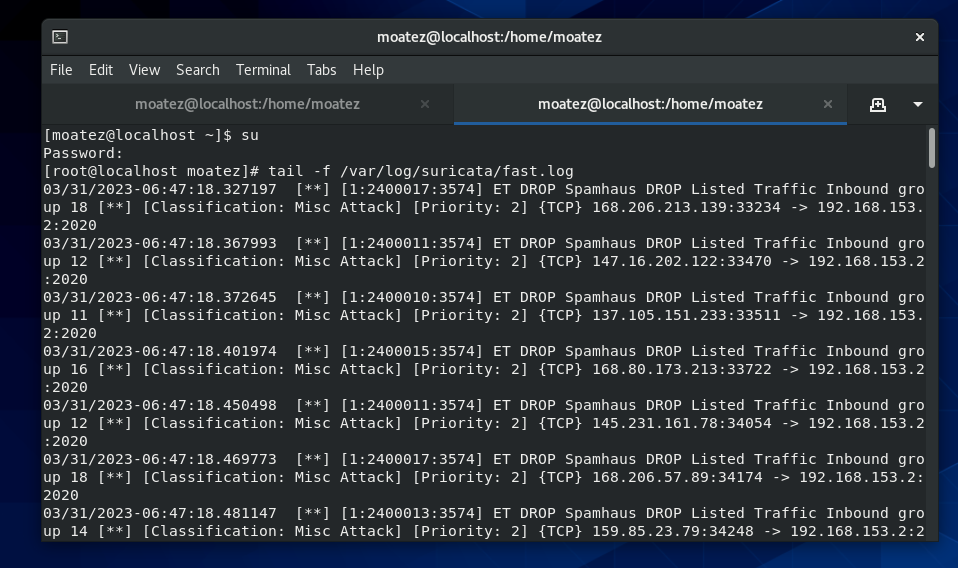 moatez@localhost:/home/moatez
File Edit View Search Terminal Tabs Help
moatez@localhost:/home/moatez moatez@localhost:/home/moatez
[moatez@localhost ~]$ su
Password:
[root@localhost moatez]# tail -f /var/log/suricata/fast.log
03/31/2023-06:47:18.327197  [**] [1:2400017:3574] ET DROP Spamhaus DROP Listed Traffic Inbound gro
up 18 [**] [Classification: Misc Attack] [Priority: 2] {TCP} 168.206.213.139:33234 -> 192.168.153.
2:2020
03/31/2023-06:47:18.367993  [**] [1:2400011:3574] ET DROP Spamhaus DROP Listed Traffic Inbound gro
up 12 [**] [Classification: Misc Attack] [Priority: 2] {TCP} 147.16.202.122:33470 -> 192.168.153.2
:2020
03/31/2023-06:47:18.372645  [**] [1:2400010:3574] ET DROP Spamhaus DROP Listed Traffic Inbound gro
up 11 [**] [Classification: Misc Attack] [Priority: 2] {TCP} 137.105.151.233:33511 -> 192.168.153.
2:2020
03/31/2023-06:47:18.401974  [**] [1:2400015:3574] ET DROP Spamhaus DROP Listed Traffic Inbound gro
up 16 [**] [Classification: Misc Attack] [Priority: 2] {TCP} 168.80.173.213:33722 -> 192.168.153.2
:2020
03/31/2023-06:47:18.450498  [**] [1:2400011:3574] ET DROP Spamhaus DROP Listed Traffic Inbound gro
up 12 [**] [Classification: Misc Attack] [Priority: 2] {TCP} 145.231.161.78:34054 -> 192.168.153.2
:2020
03/31/2023-06:47:18.469773  [**] [1:2400017:3574] ET DROP Spamhaus DROP Listed Traffic Inbound gro
up 18 [**] [Classification: Misc Attack] [Priority: 2] {TCP} 168.206.57.89:34174 -> 192.168.153.2:
2020
03/31/2023-06:47:18.481147  [**] [1:2400013:3574] ET DROP Spamhaus DROP Listed Traffic Inbound gro
up 14 [**] [Classification: Misc Attack] [Priority: 2] {TCP} 159.85.23.79:34248 -> 192.168.153.2:2